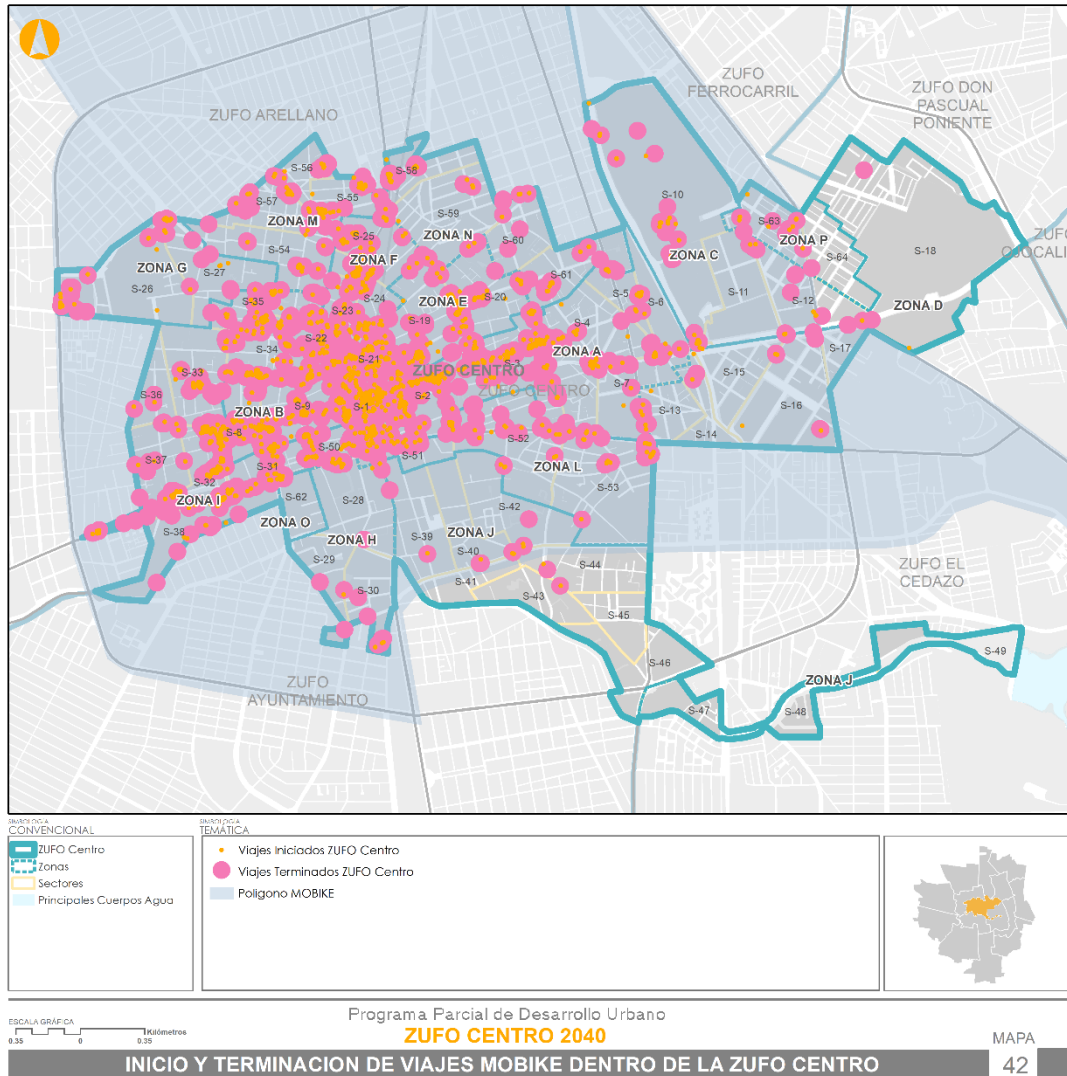 ZUFO
FERROCARRIL
ZUFO DON
PASCUAL
PONIENTE
ZUFO ARELLANO
S-56
S-58
S-57
S-55
S-10
S-59
S-63
ZONA M
S-25
ZONA N
S-60
ZONA P
S-54
S-64
S-18
ZUFO
OJOCALI
ZONA C
ZONA F
ZONA G
S-27
S-61
S-26
S-35
S-24
ZONA E
S-20
S-5
S-6
S-11
S-12
ZONA D
S-23
S-19
S-4
S-22
S-34
S-21
S-3
ZONA A
S-17
S-33
ZUFO CENTRO
ZUFO CENTRO
S-7
S-15
S-36
S-2
S-9
S-1
S-13
S-16
ZONA B
S-8
S-52
S-14
S-50
S-51
S-37
S-31
ZONA L
S-32
S-53
ZONA I
S-62
S-28
S-42
ZONA O
S-38
ZONA H
ZONA J
S-39
S-40
S-44
S-29
S-41
S-30
S-43
S-45
ZUFO EL
CEDAZO
S-49
S-46
ZUFO
AYUNTAMIENTO
ZONA J
S-47
S-48
SIMBOLOGÍA
CONVENCIONAL
ZUFO Centro
Zonas
Sectores
Principales Cuerpos Agua
SIMBOLOGÍA
TEMÁTICA
Viajes Iniciados ZUFO Centro
Viajes Terminados ZUFO Centro
Poligono MOBIKE
ESCALA GRÁFICA
0.35 0 0.35
Kilómetros
Programa Parcial de Desarrollo Urbano
ZUFO CENTRO 2040
INICIO Y TERMINACION DE VIAJES MOBIKE DENTRO DE LA ZUFO CENTRO
MAPA
42